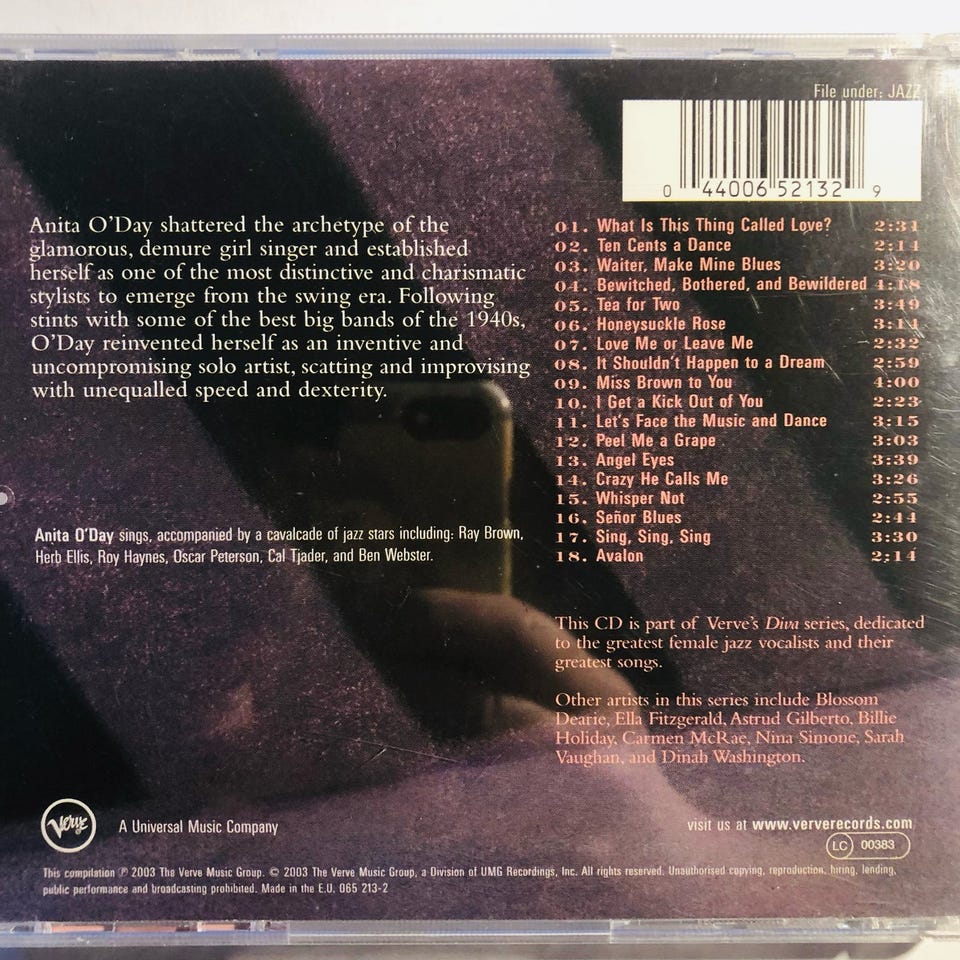 File under: JAZZ
0 44006 52132 9
Anita O'Day shattered the archetype of the
glamorous, demure girl singer and established
herself as one of the most distinctive and charismatic
stylists to emerge from the swing era. Following
stints with some of the best big bands of the 1940s,
O'Day reinvented herself as an inventive and
uncompromising solo artist, scatting and improvising
with unequalled speed and dexterity.
Anita O'Day sings, accompanied by a cavalcade of jazz stars including: Ray Brown,
Herb Ellis, Roy Haynes, Oscar Peterson, Cal Tjader, and Ben Webster.
01. What Is This Thing Called Love? 2:31
02. Ten Cents a Dance 2:14
03. Waiter, Make Mine Blues 3:20
04. Bewitched, Bothered, and Bewildered 4:18
05. Tea for Two 3:49
06. Honeysuckle Rose 3:11
07. Love Me or Leave Me 2:32
08. It Shouldn't Happen to a Dream 2:59
09. Miss Brown to You 4:00
10. I Get a Kick Out of You 2:23
11. Let's Face the Music and Dance 3:15
12. Peel Me a Grape 3:03
13. Angel Eyes 3:39
14. Crazy He Calls Me 3:26
15. Whisper Not 2:55
16. Señor Blues 2:44
17. Sing, Sing, Sing 3:30
18. Avalon 2:14
This CD is part of Verve's Diva series, dedicated
to the greatest female jazz vocalists and their
greatest songs.
Other artists in this series include Blossom
Dearie, Ella Fitzgerald, Astrud Gilberto, Billie
Holiday, Carmen McRae, Nina Simone, Sarah
Vaughan, and Dinah Washington.
Verve
A Universal Music Company
visit us at www.ververecords.com
LC 00383
This compilation ℗ 2003 The Verve Music Group. © 2003 The Verve Music Group, a Division of UMG Recordings, Inc. All rights reserved. Unauthorised copying, reproduction, hiring, lending,
public performance and broadcasting prohibited. Made in the E.U. 065 213-2